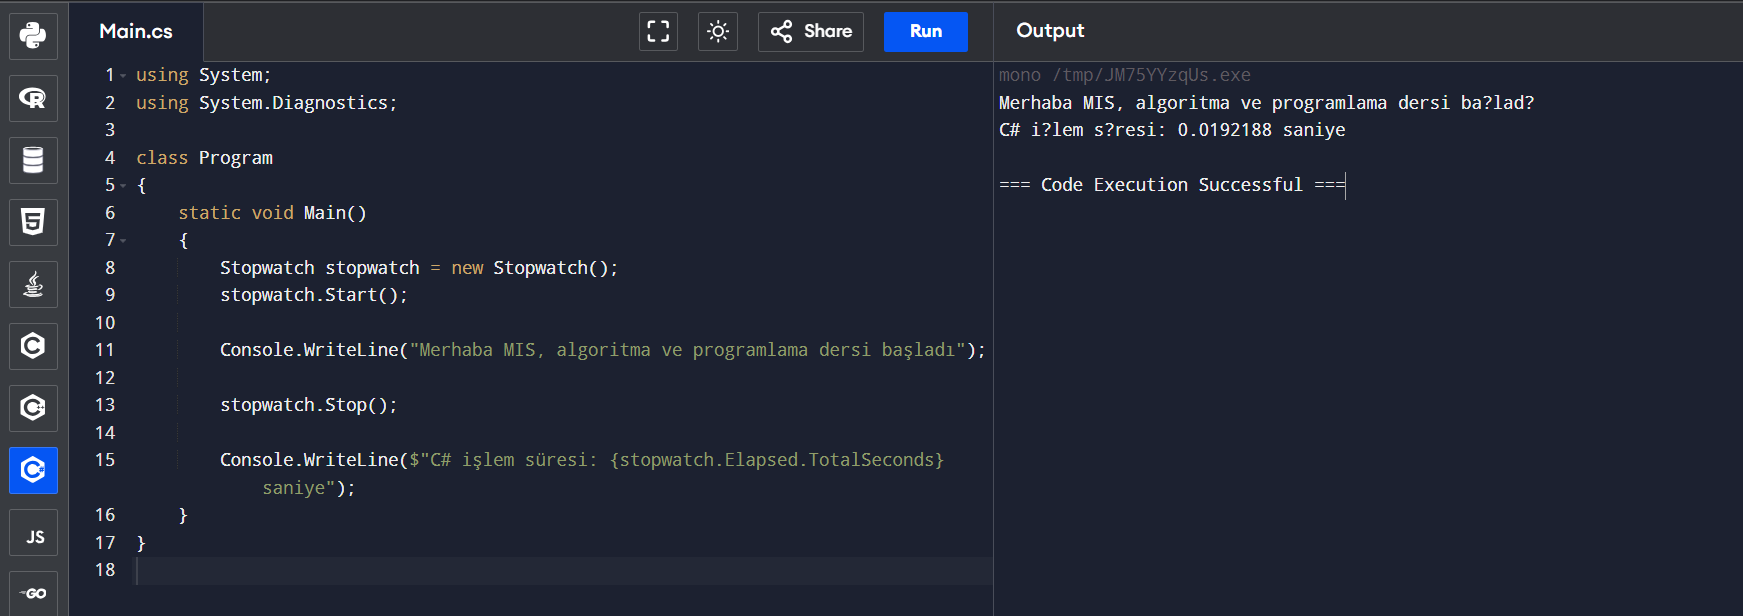 Main.cs
Share
Run
Output
1 using System;
2 using System.Diagnostics;
3
4 class Program
5 {
6 static void Main()
7 {
8 Stopwatch stopwatch = new Stopwatch();
9 stopwatch.Start();
10
11 Console.WriteLine("Merhaba MIS, algoritma ve programlama dersi başladı");
12
13 stopwatch.Stop();
14
15 Console.WriteLine($"C# işlem süresi: {stopwatch.Elapsed.TotalSeconds}
saniye");
16 }
17 }
18
mono /tmp/JM75YYzqUs.exe
Merhaba MIS, algoritma ve programlama dersi ba?lad?
C# i?lem s?resi: 0.0192188 saniye
=== Code Execution Successful ===
R
5
C
C+
C#
JS
GO